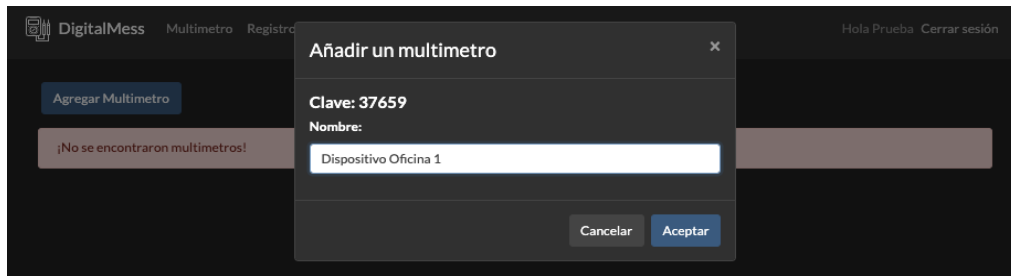 DigitalMess Multimetro Registro Hola Prueba Cerrar sesión
Añadir un multimetro ×
Agregar Multimetro
Clave: 37659
Nombre:
¡No se encontraron multimetros!
Dispositivo Oficina 1
Cancelar Aceptar